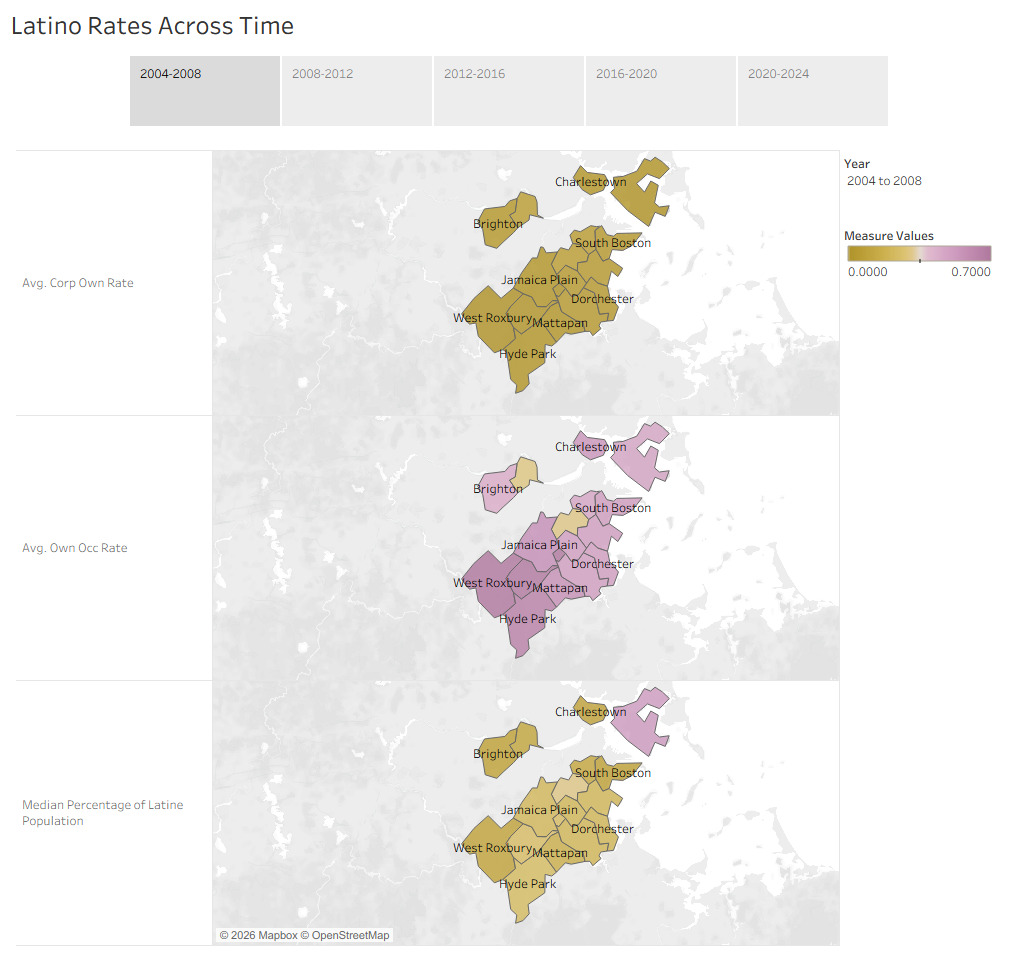 Latino Rates Across Time
2004-2008
2008-2012
2012-2016
2016-2020
2020-2024
Year
2004 to 2008
Measure Values
0.0000
0.7000
Avg. Corp Own Rate
Charlestown
Brighton
South Boston
Jamaica Plain
Dorchester
West Roxbury
Mattapan
Hyde Park
Avg. Own Occ Rate
Charlestown
Brighton
South Boston
Jamaica Plain
Dorchester
West Roxbury
Mattapan
Hyde Park
Median Percentage of Latine
Population
Charlestown
Brighton
South Boston
Jamaica Plain
Dorchester
West Roxbury
Mattapan
Hyde Park
© 2026 Mapbox © OpenStreetMap